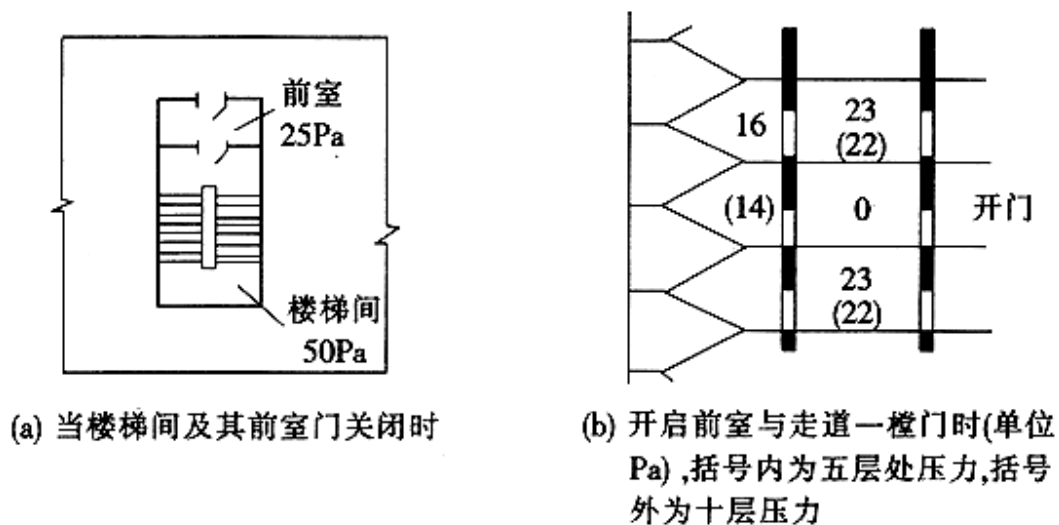 前室
25Pa
楼梯间
50Pa
(a) 当楼梯间及其前室门关闭时
16
23
(22)
(14)
0
开门
23
(22)
(b) 开启前室与走道一樘门时(单位
Pa) ,括号内为五层处压力,括号
外为十层压力